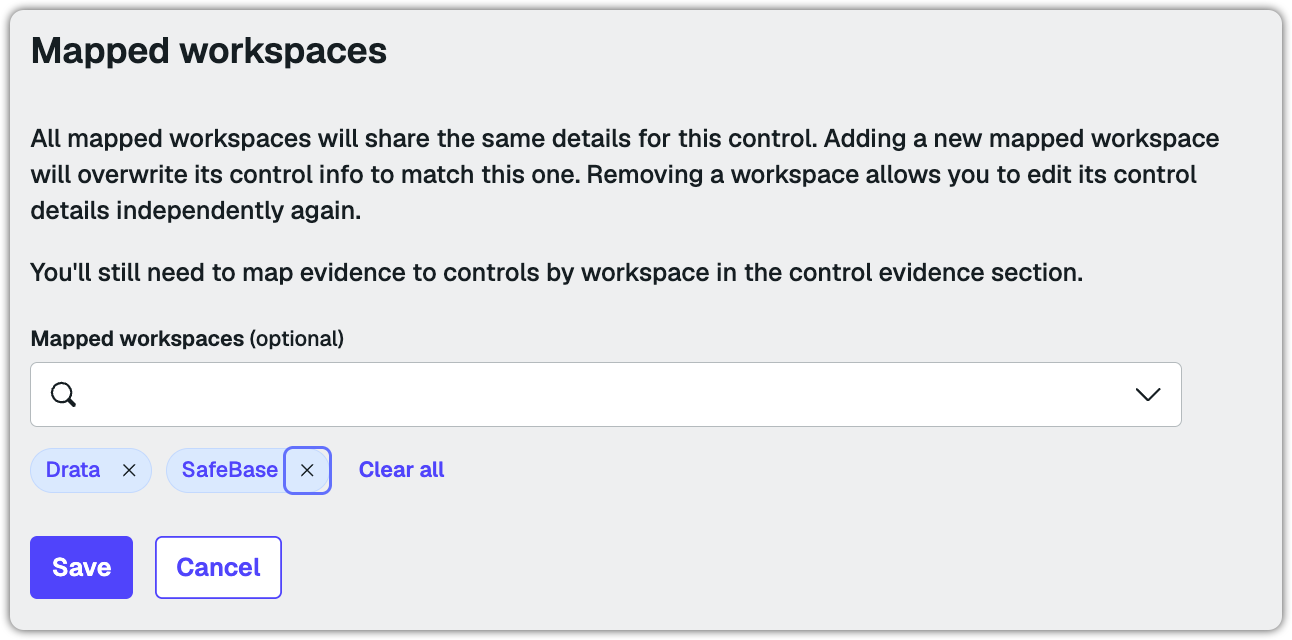 Mapped workspaces
All mapped workspaces will share the same details for this control. Adding a new mapped workspace
will overwrite its control info to match this one. Removing a workspace allows you to edit its control
details independently again.
You'll still need to map evidence to controls by workspace in the control evidence section.
Mapped workspaces (optional)
Drata SafeBase Clear all
Save Cancel